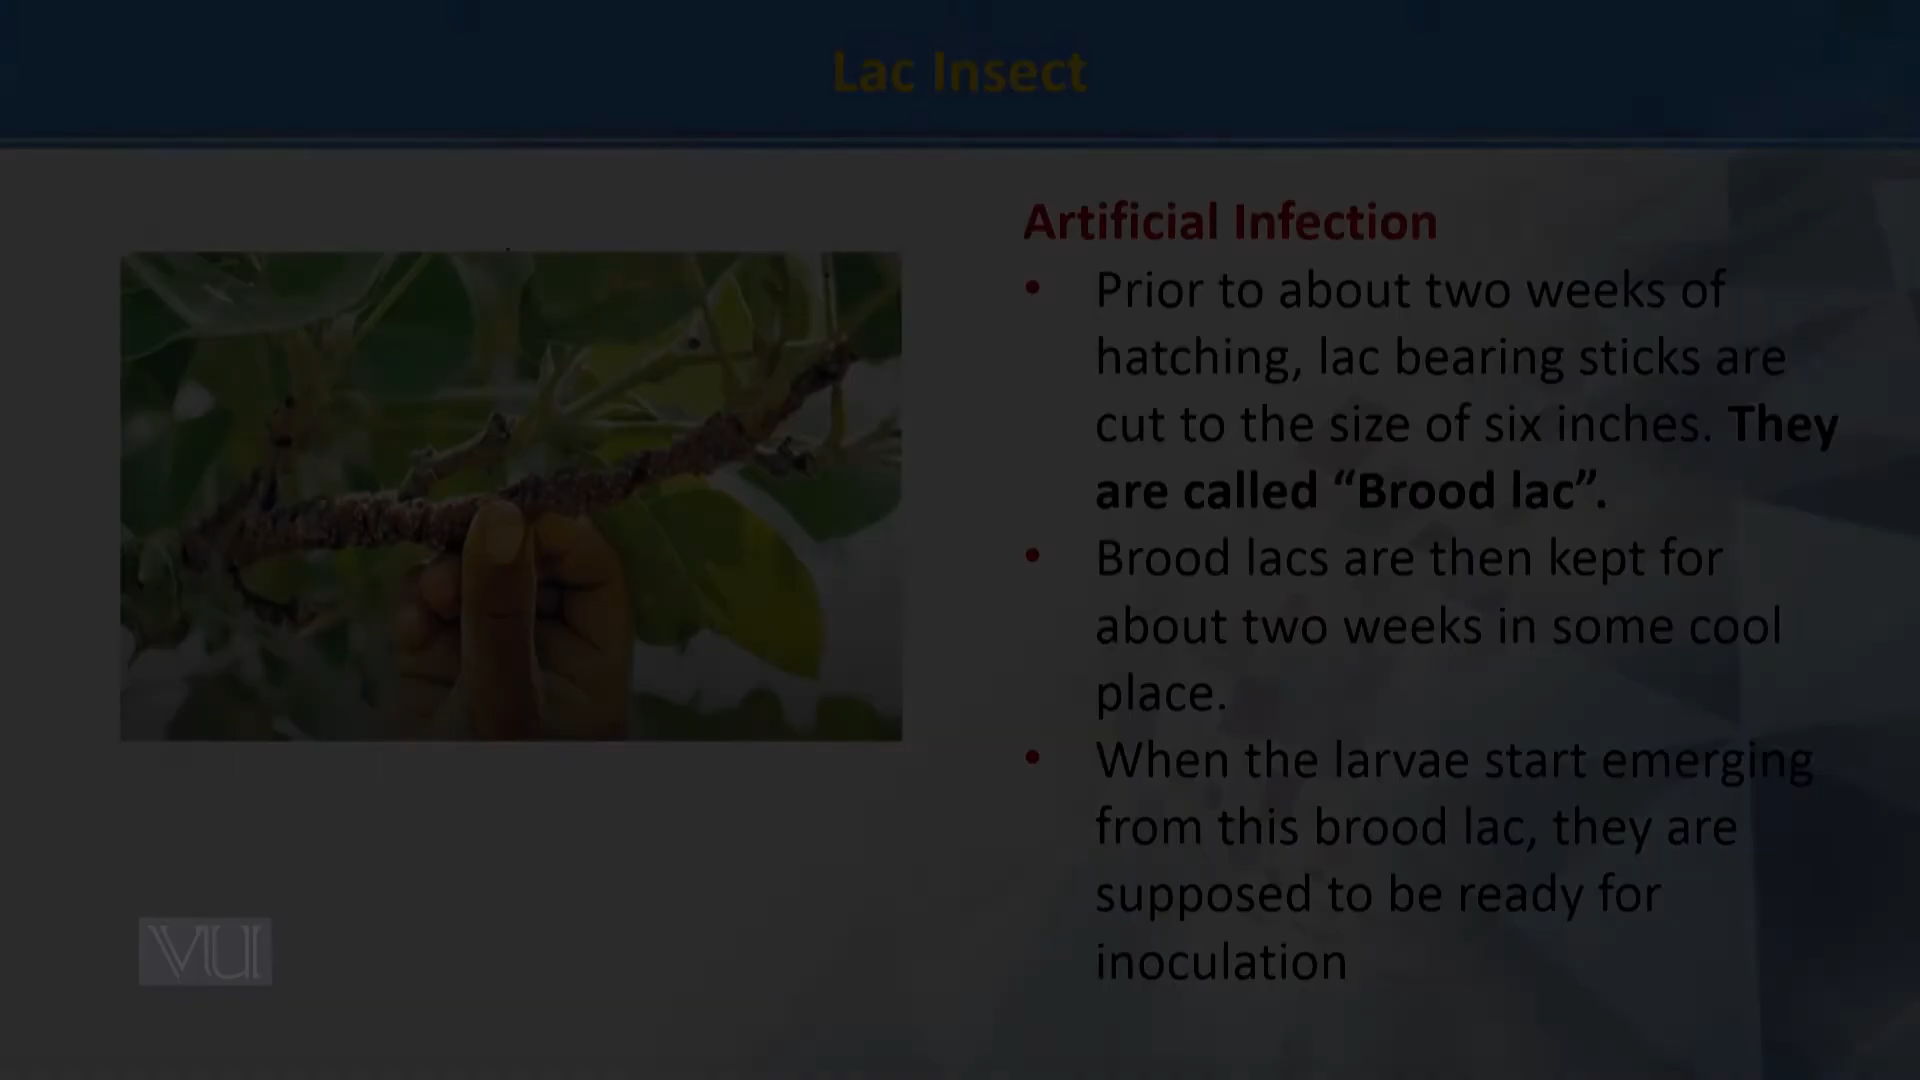 Lac Insect
Artificial Infection
• Prior to about two weeks of
hatching, lac bearing sticks are
cut to the size of six inches. They
are called “Brood lac”.
• Brood lacs are then kept for
about two weeks in some cool
place.
• When the larvae start emerging
from this brood lac, they are
supposed to be ready for
inoculation
VU